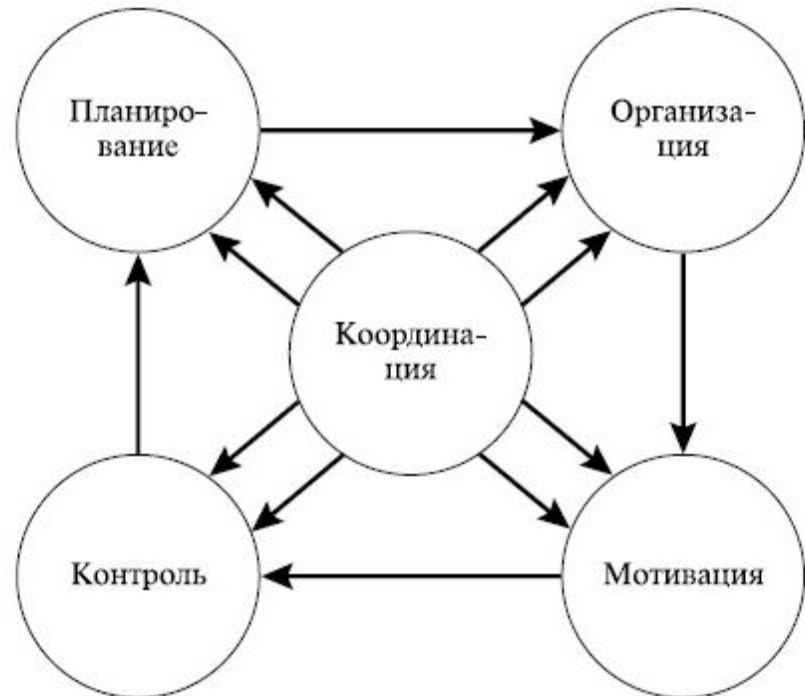 Планиро-
вание
Организа-
ция
Координа-
ция
Контроль
Мотивация